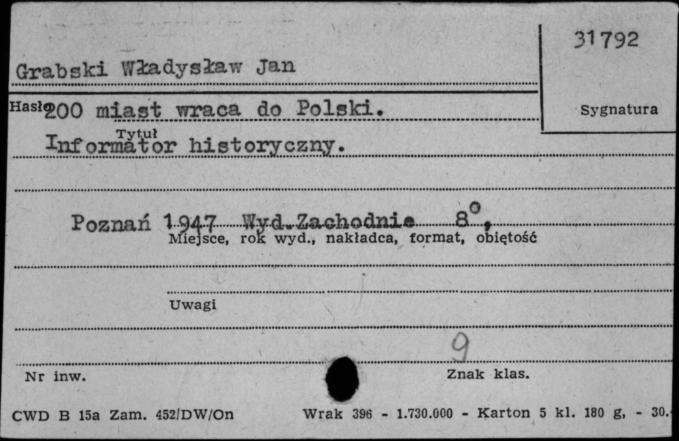 31792
Grabski Władysław Jan
Hasło 200 miast wraca do Polski.
Sygnatura
Tytuł
Informator historyczny.
Poznań 1947 Wyd.Zachodnie 8°,
Miejsce, rok wyd., nakładca, format, objętość
Uwagi
9
Nr inw.
Znak klas.
CWD B 15a Zam. 452/DW/On Wrak 396 - 1.730.000 - Karton 5 kl. 180 g, - 30.